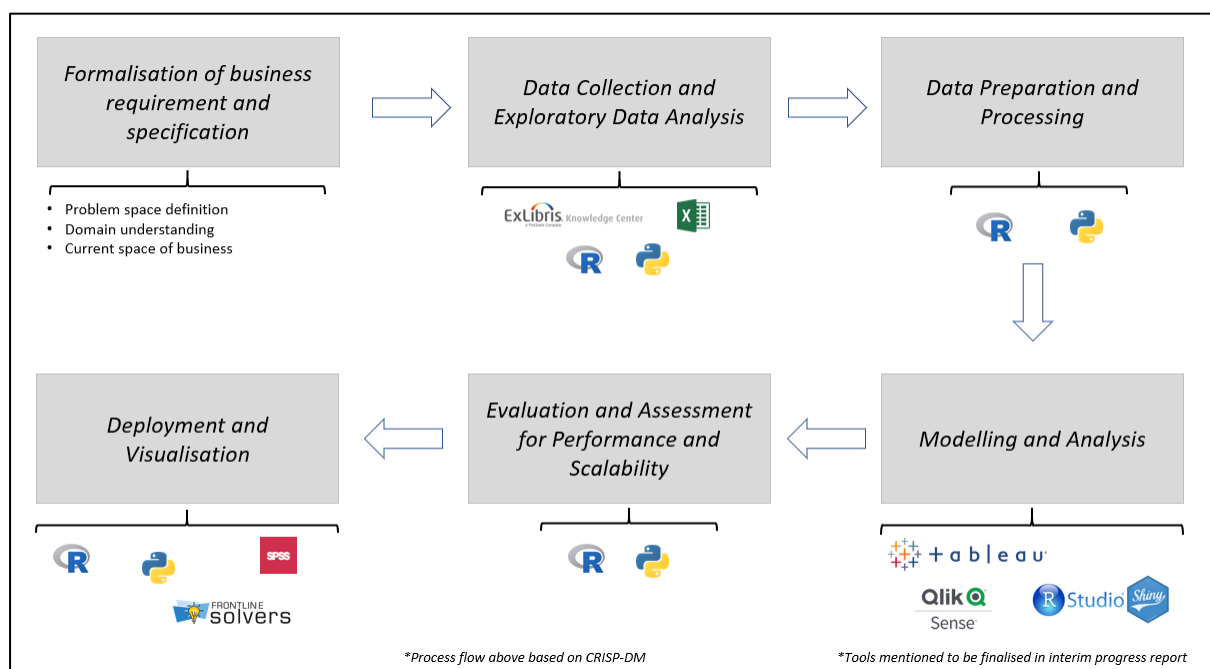 Formalisation of business
requirement and
specification
Data Collection and
Exploratory Data Analysis
Data Preparation and
Processing
• Problem space definition
• Domain understanding
• Current space of business
ExLibris Knowledge Center
a ProQuest Company
X
R
R
Deployment and
Visualisation
Evaluation and Assessment
for Performance and
Scalability
Modelling and Analysis
R
SPSS
FRONTLINE
solvers
R
+ableau
Qlik Q
Sense
R Studio
Shiny
*Process flow above based on CRISP-DM
*Tools mentioned to be finalised in interim progress report